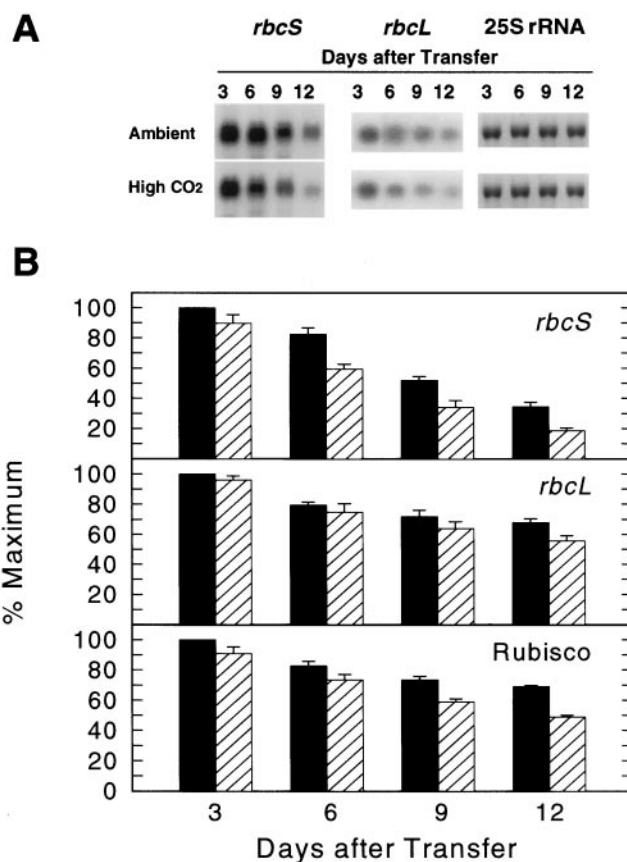 A
rbcS rbcL 25S rRNA
Days after Transfer
3 6 9 12 3 6 9 12 3 6 9 12
Ambient
High CO2
B
100
80
60
40
20
rbcS
100
80
60
40
20
rbcL
100
80
60
40
20
0
Rubisco
% Maximum
3 6 9 12
Days after Transfer